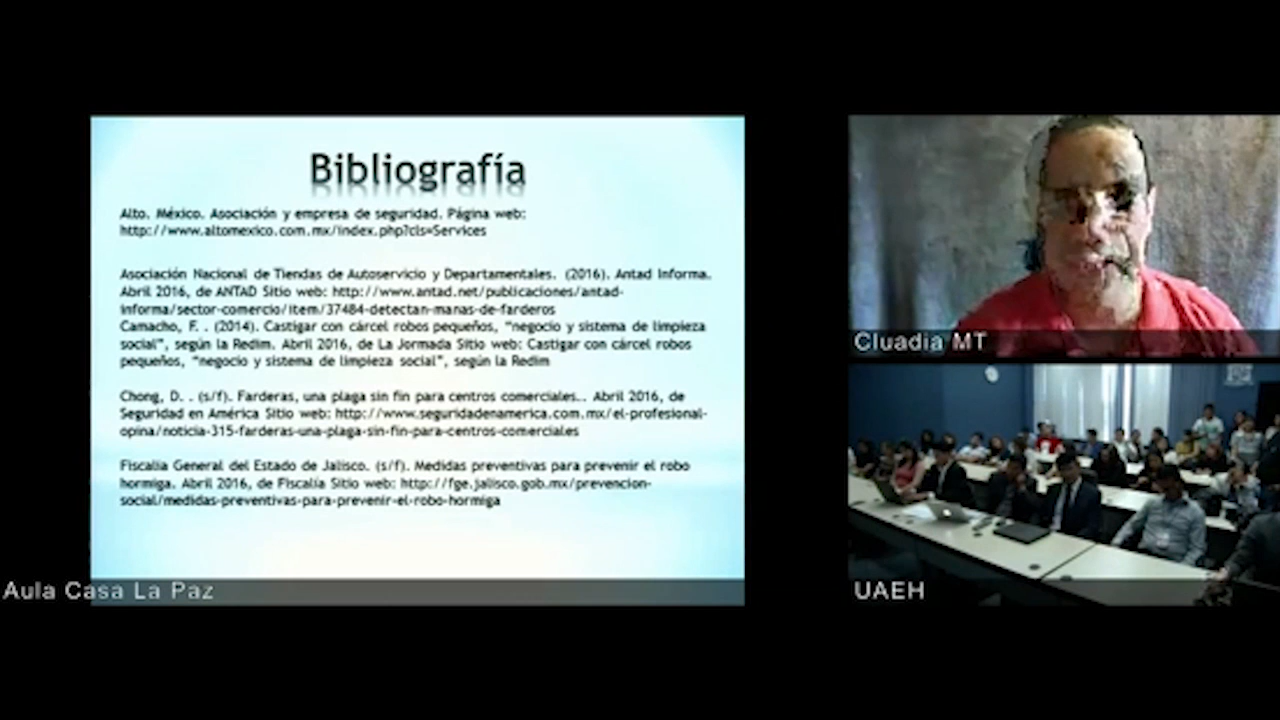 Bibliografía
Alto. México. Asociación y empresa de seguridad. Página web:
http://www.altomexico.com.mx/index.php?cls=Services
Asociación Nacional de Tiendas de Autoservicio y Departamentales. (2016). Antad Informa.
Abril 2016, de ANTAD Sitio web: http://www.antad.net/publicaciones/antad-
informa/sector-comercio/item/37484-detectan-manas-de-farderos
Camacho, F. . (2014). Castigar con cárcel robos pequeños, "negocio y sistema de limpieza
social", según la Redim. Abril 2016, de La Jornada Sitio web: Castigar con cárcel robos
pequeños, "negocio y sistema de limpieza social", según la Redim
Chong, D. . (s/f). Farderas, una plaga sin fin para centros comerciales.. Abril 2016, de
Seguridad en América Sitio web: http://www.seguridadenamerica.com.mx/el-profesional-
opina/noticia-315-farderas-una-plaga-sin-fin-para-centros-comerciales
Fiscalía General del Estado de Jalisco. (s/f). Medidas preventivas para prevenir el robo
hormiga. Abril 2016, de Fiscalía Sitio web: http://fge.jalisco.gob.mx/prevencion-
social/medidas-preventivas-para-prevenir-el-robo-hormiga
Aula Casa La Paz
Cluadia MT
UAEH